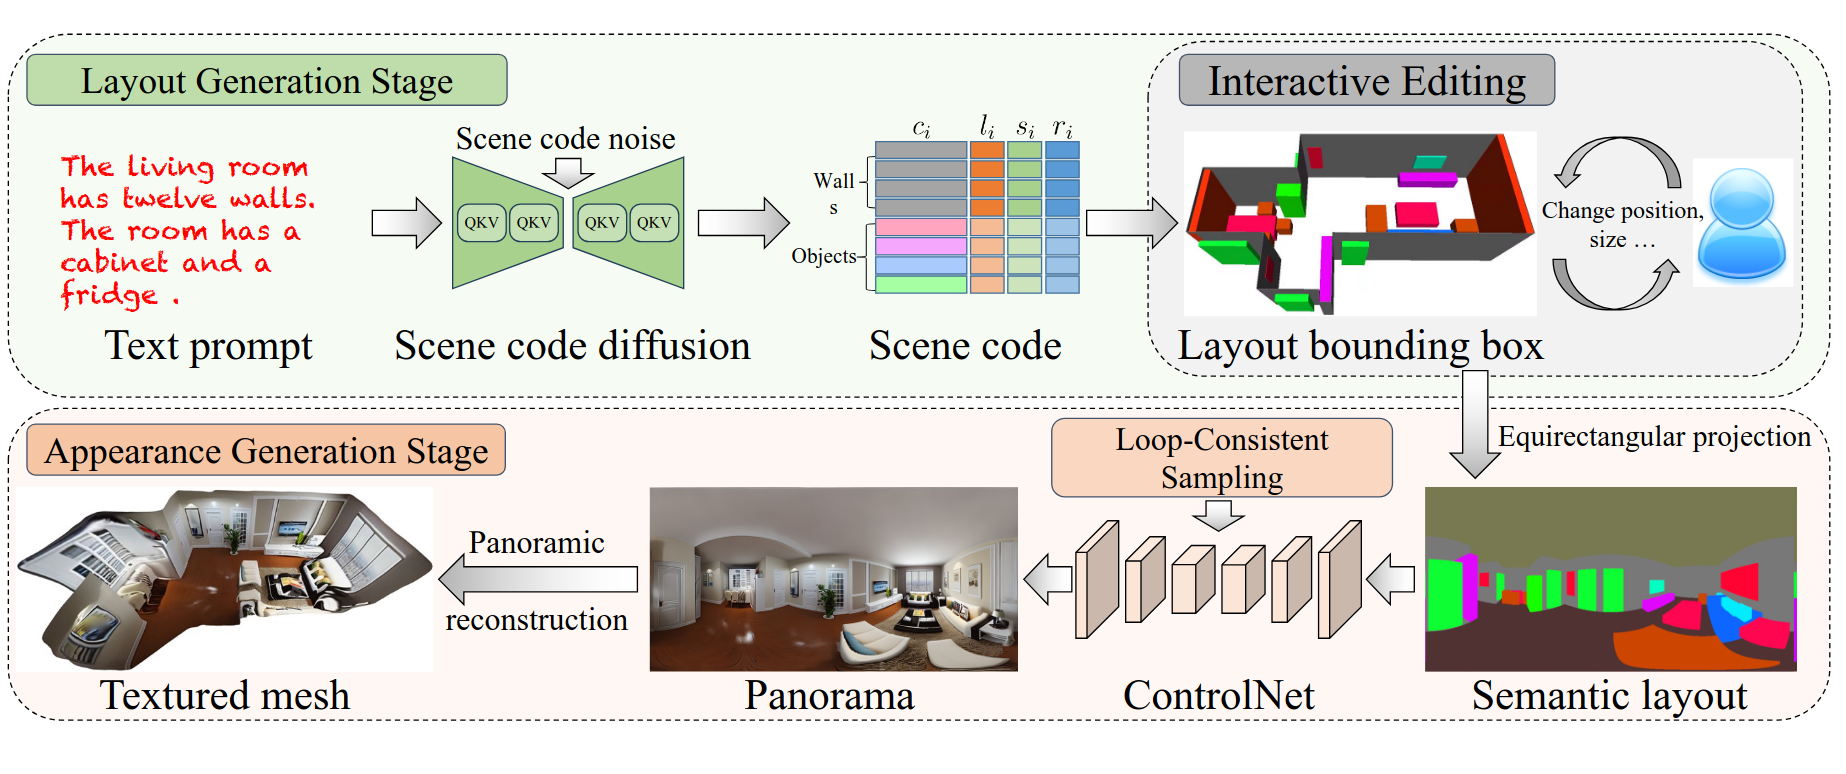 Layout Generation Stage
Interactive Editing
The living room
has twelve walls.
The room has a
cabinet and a
fridge .
Text prompt
Scene code noise
QKV QKV QKV QKV
Scene code diffusion
c_i l_i s_i r_i
Wall
s
Objects
Scene code
Change position,
size ...
Layout bounding box
Appearance Generation Stage
Loop-Consistent
Sampling
Equirectangular projection
Panoramic
reconstruction
Textured mesh
Panorama
ControlNet
Semantic layout